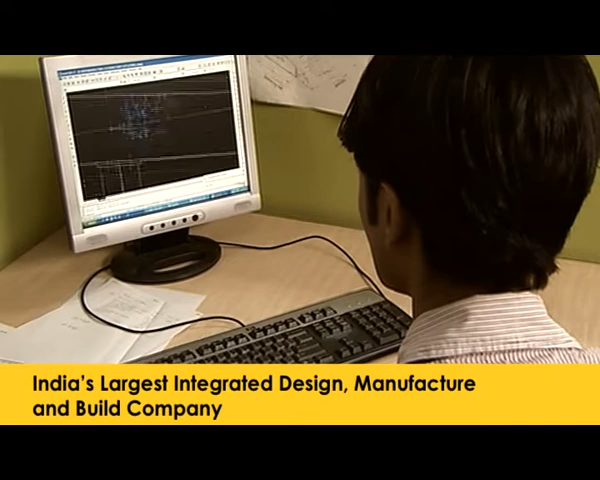 India's Largest Integrated Design, Manufacture
and Build Company